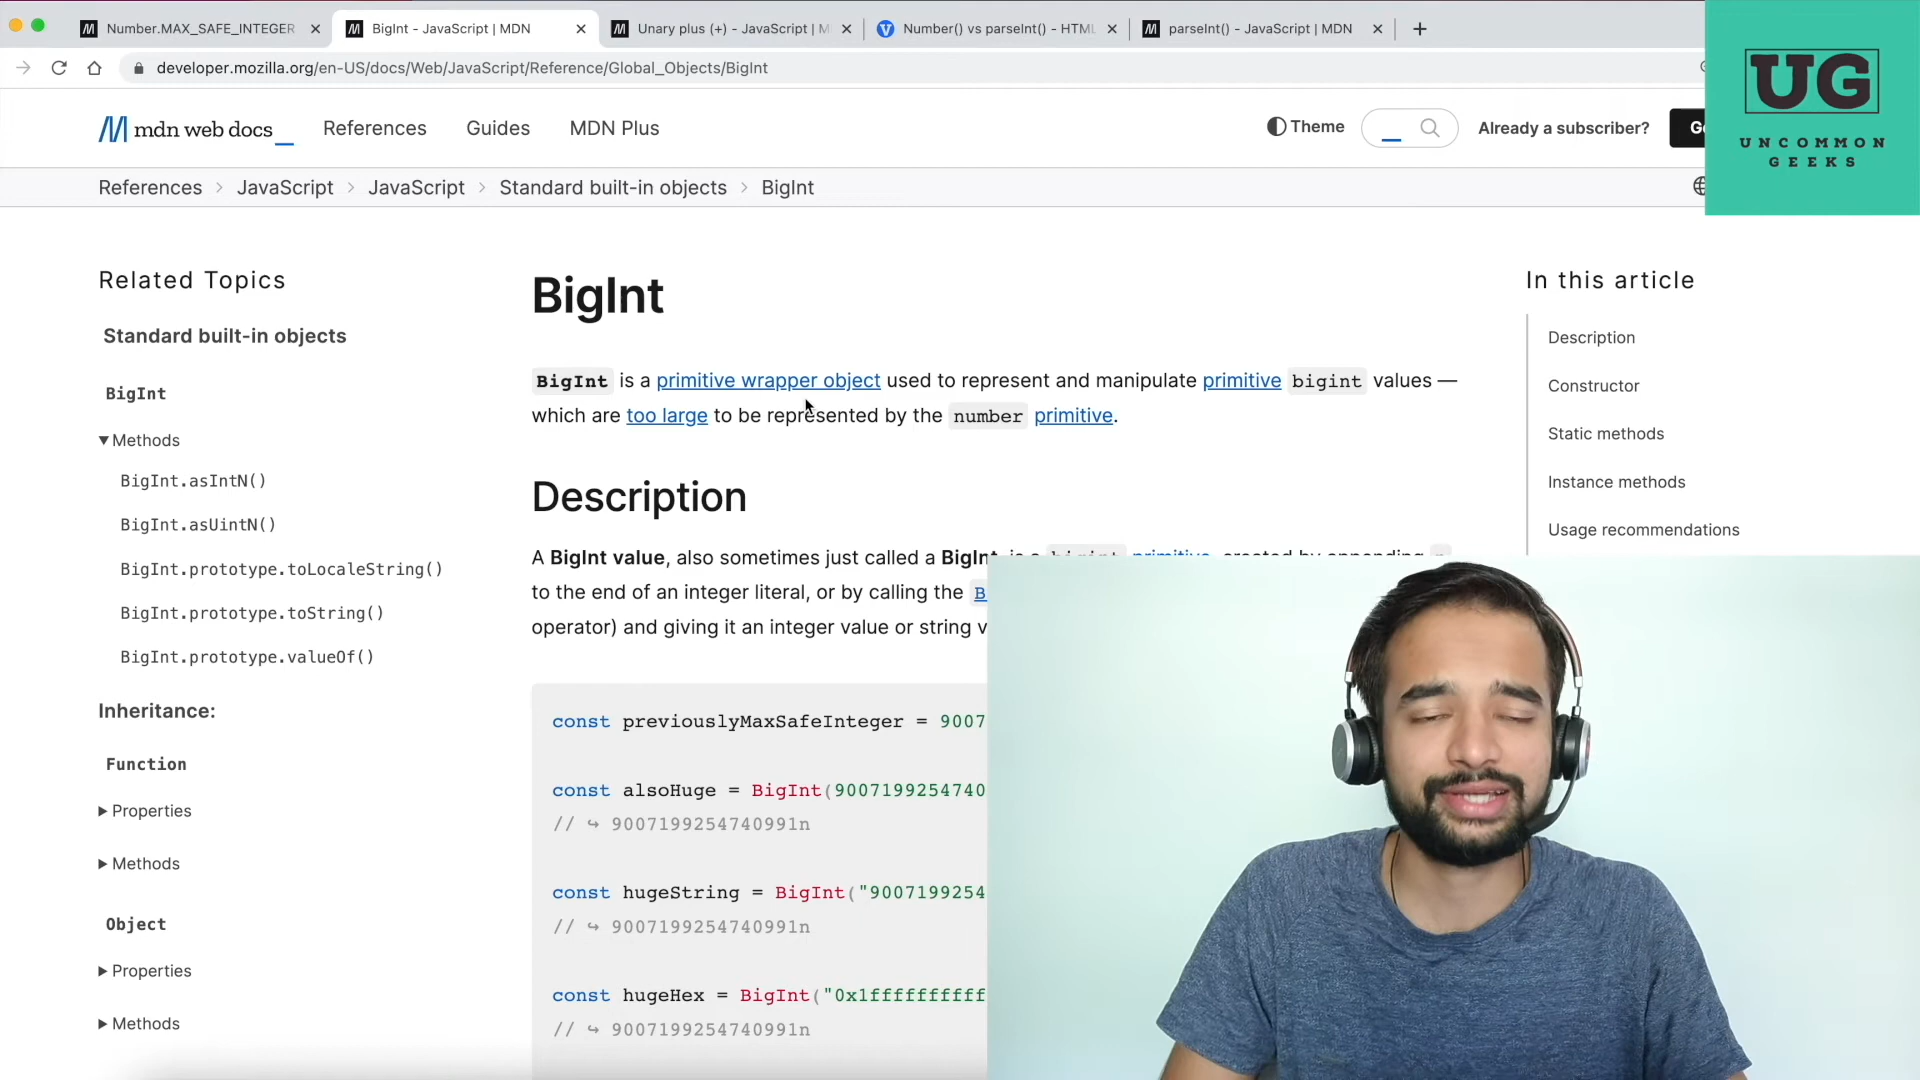 Number.MAX_SAFE_INTEGER
BigInt - JavaScript | MDN
Unary plus (+) - JavaScript | M
Number() vs parseInt() - HTML
parseInt() - JavaScript | MDN
developer.mozilla.org/en-US/docs/Web/JavaScript/Reference/Global_Objects/BigInt
UG
UNCOMMON
GEEKS
mdn web docs
References
Guides
MDN Plus
Theme
Already a subscriber?
References > JavaScript > JavaScript > Standard built-in objects > BigInt
Related Topics
Standard built-in objects
BigInt
Methods
BigInt.asIntN()
BigInt.asUintN()
BigInt.prototype.toLocaleString()
BigInt.prototype.toString()
BigInt.prototype.valueOf()
Inheritance:
Function
Properties
Methods
Object
Properties
Methods
BigInt
BigInt is a primitive wrapper object used to represent and manipulate primitive bigint values —
which are too large to be represented by the number primitive.
Description
A BigInt value, also sometimes just called a BigInt, is a bigint primitive, created by appending n
to the end of an integer literal, or by calling the B
operator) and giving it an integer value or string v
const previouslyMaxSafeInteger = 9007
const alsoHuge = BigInt(900719925474O
// ↪ 9007199254740991n
const hugeString = BigInt("9007199254
// ↪ 9007199254740991n
const hugeHex = BigInt("0x1ffffffffff
// ↪ 9007199254740991n
In this article
Description
Constructor
Static methods
Instance methods
Usage recommendations